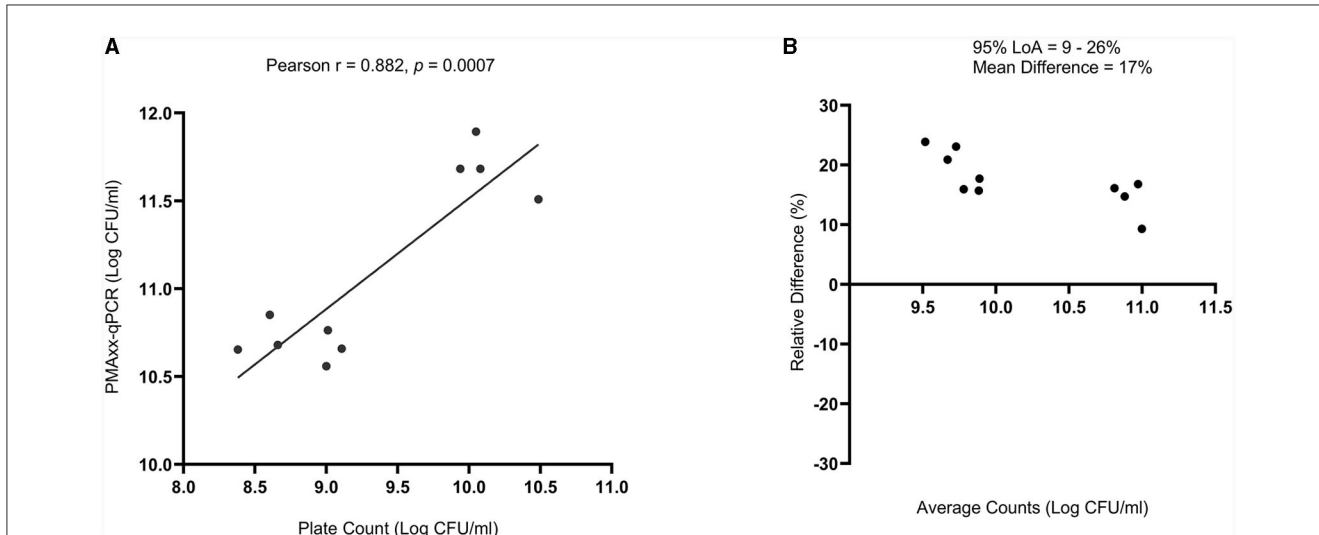 A
Pearson r = 0.882, p = 0.0007
12.0
11.5
11.0
10.5
10.0
8.0 8.5 9.0 9.5 10.0 10.5 11.0
PMAxx-qPCR (Log CFU/ml)
Plate Count (Log CFU/ml)
B
95% LoA = 9 - 26%
Mean Difference = 17%
30
20
10
0
-10
-20
-30
9.5 10.0 10.5 11.0 11.5
Relative Difference (%)
Average Counts (Log CFU/ml)